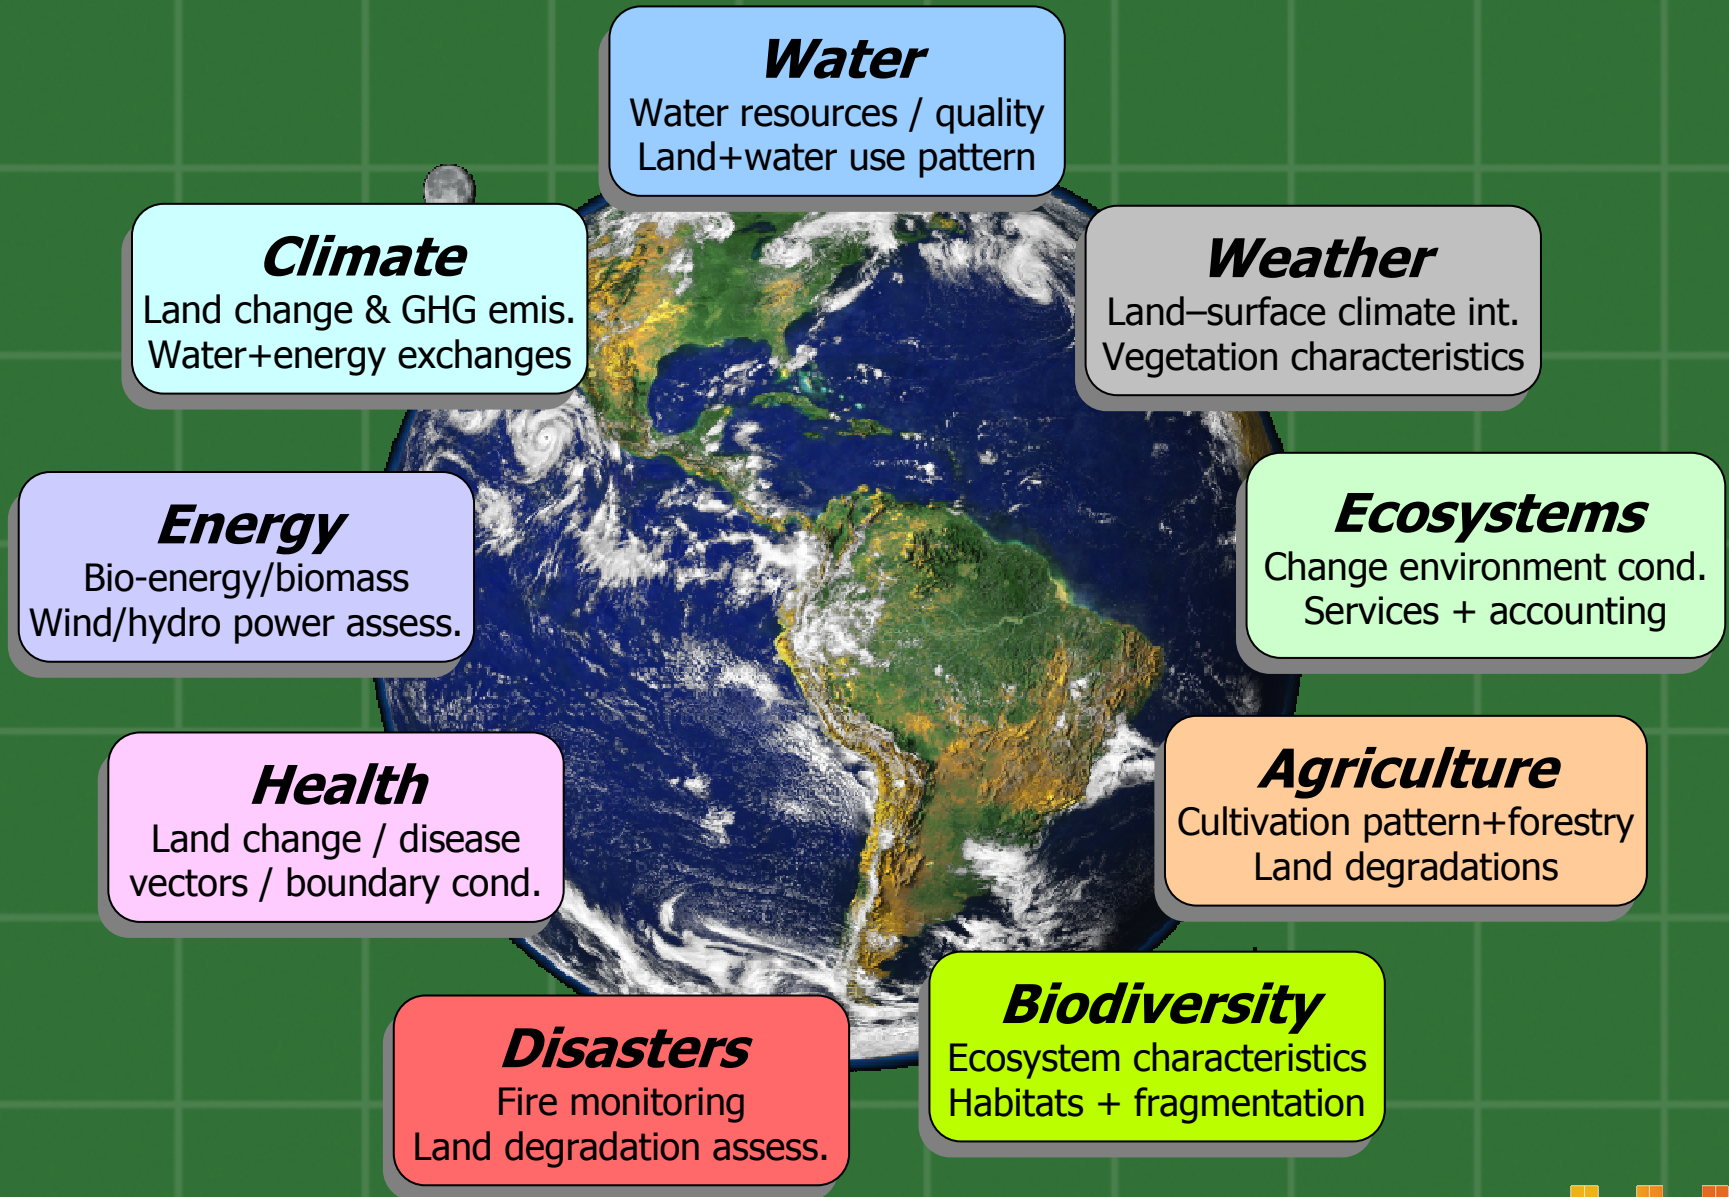 Water
Water resources / quality
Land+water use pattern
Climate
Land change & GHG emis.
Water+energy exchanges
Weather
Land–surface climate int.
Vegetation characteristics
Energy
Bio-energy/biomass
Wind/hydro power assess.
Ecosystems
Change environment cond.
Services + accounting
Health
Land change / disease
vectors / boundary cond.
Agriculture
Cultivation pattern+forestry
Land degradations
Disasters
Fire monitoring
Land degradation assess.
Biodiversity
Ecosystem characteristics
Habitats + fragmentation